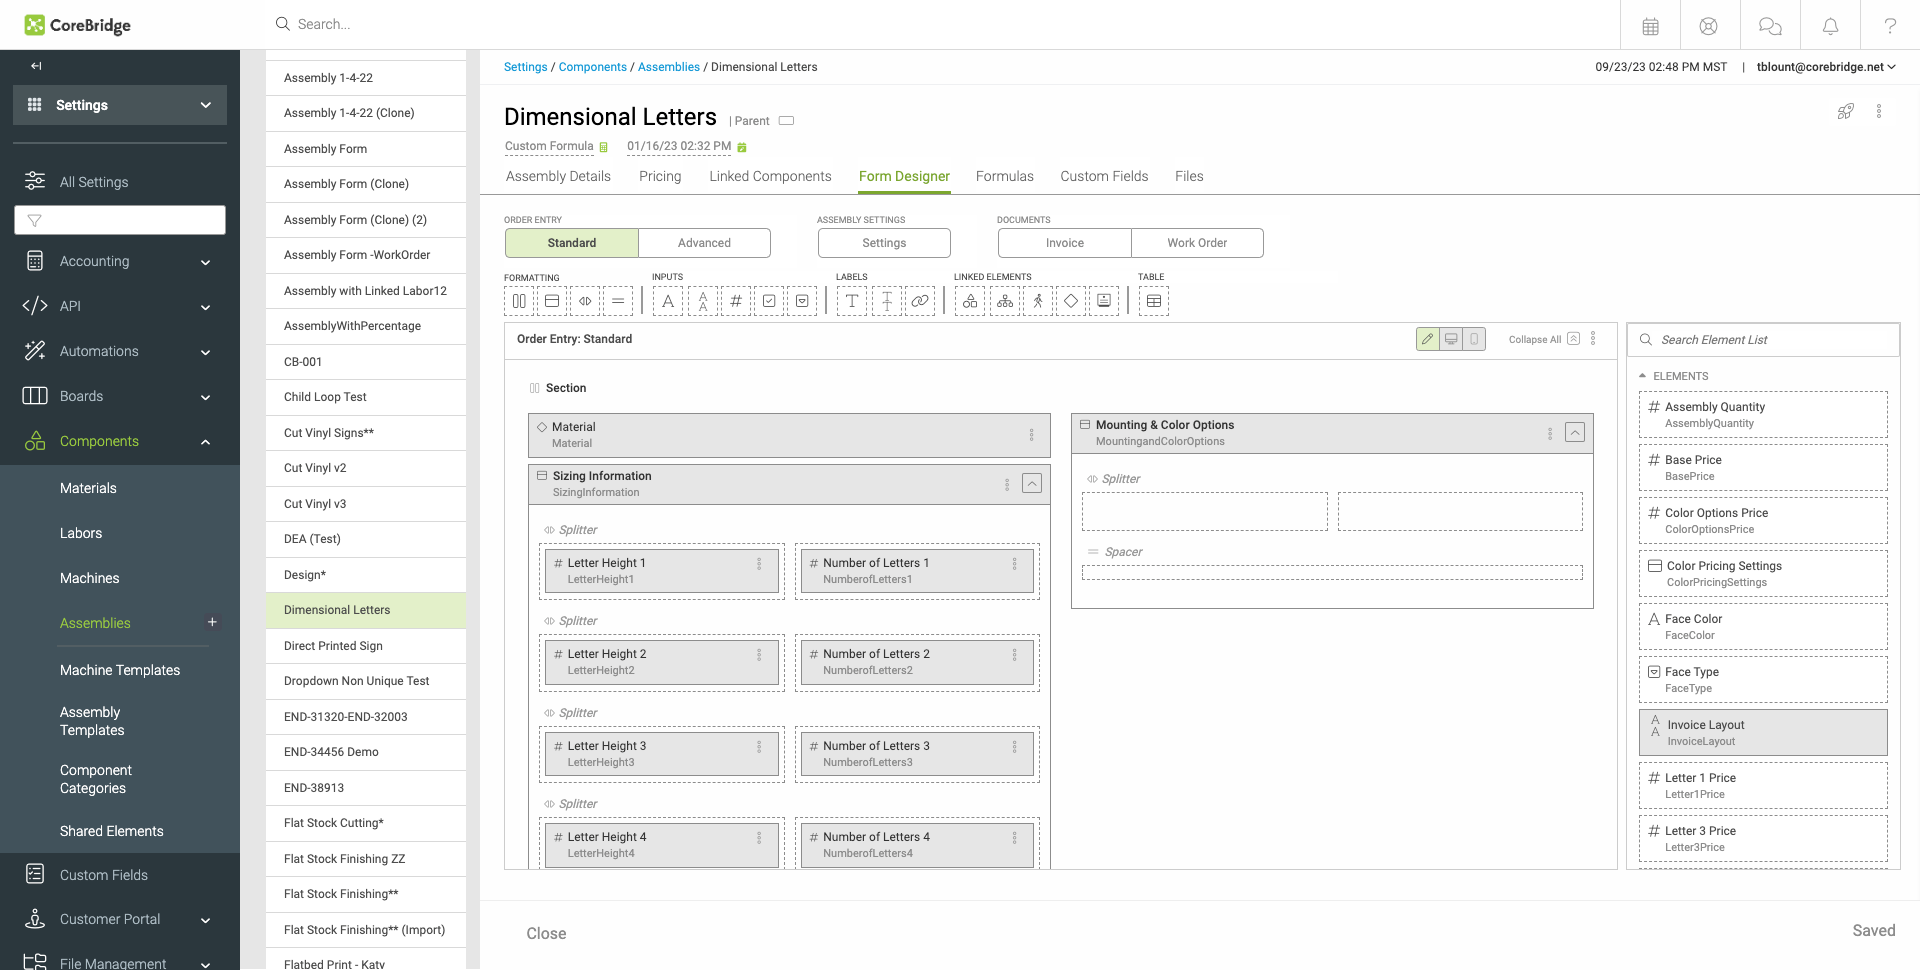 CoreBridge
Search...
Settings
All Settings
Accounting
API
Automations
Boards
Components
Materials
Labors
Machines
Assemblies
+
Machine Templates
Assembly
Templates
Component
Categories
Shared Elements
Custom Fields
Customer Portal
File Management
Assembly 1-4-22
Assembly 1-4-22 (Clone)
Assembly Form
Assembly Form (Clone)
Assembly Form (Clone) (2)
Assembly Form -WorkOrder
Assembly with Linked Labor12
AssemblyWithPercentage
CB-001
Child Loop Test
Cut Vinyl Signs**
Cut Vinyl v2
Cut Vinyl v3
DEA (Test)
Design*
Dimensional Letters
Direct Printed Sign
Dropdown Non Unique Test
END-31320-END-32003
END-34456 Demo
END-38913
Flat Stock Cutting*
Flat Stock Finishing ZZ
Flat Stock Finishing**
Flat Stock Finishing** (Import)
Flatbed Print - Katy
Settings / Components / Assemblies / Dimensional Letters
09/23/23 02:48 PM MST | tblount@corebridge.net
Dimensional Letters | Parent
Custom Formula 01/16/23 02:32 PM
Assembly Details Pricing Linked Components Form Designer Formulas Custom Fields Files
ORDER ENTRY ASSEMBLY SETTINGS DOCUMENTS
Standard Advanced Settings Invoice Work Order
FORMATTING INPUTS LABELS LINKED ELEMENTS TABLE
Order Entry: Standard
Collapse All
Section
Material
Material
Sizing Information
SizingInformation
Splitter
# Letter Height 1
LetterHeight1
# Number of Letters 1
NumberofLetters1
Splitter
# Letter Height 2
LetterHeight2
# Number of Letters 2
NumberofLetters2
Splitter
# Letter Height 3
LetterHeight3
# Number of Letters 3
NumberofLetters3
Splitter
# Letter Height 4
LetterHeight4
# Number of Letters 4
NumberofLetters4
Mounting & Color Options
MountingandColorOptions
Splitter
Spacer
Search Element List
ELEMENTS
# Assembly Quantity
AssemblyQuantity
# Base Price
BasePrice
# Color Options Price
ColorOptionsPrice
Color Pricing Settings
ColorPricingSettings
A Face Color
FaceColor
Face Type
FaceType
Invoice Layout
InvoiceLayout
# Letter 1 Price
Letter1Price
# Letter 3 Price
Letter3Price
Close
Saved